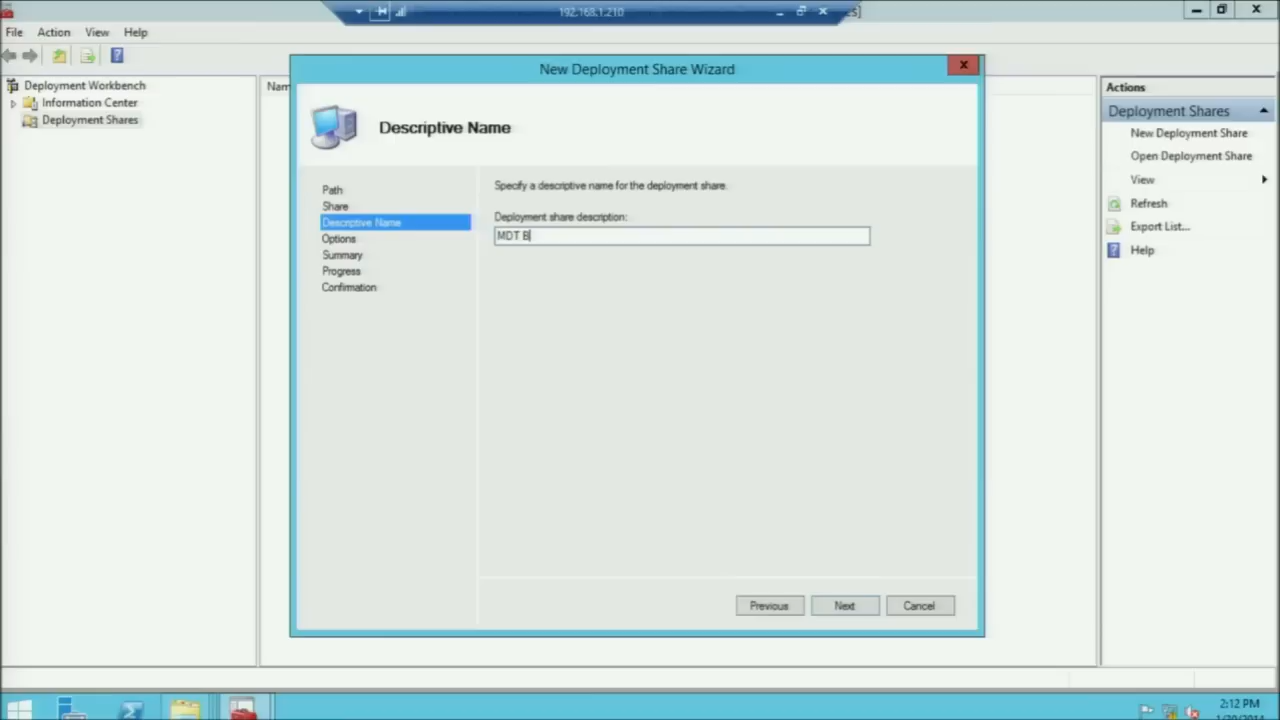 192.168.1.210
File Action View Help
Deployment Workbench
Information Center
Deployment Shares
New Deployment Share Wizard
Descriptive Name
Path
Share
Descriptive Name
Options
Summary
Progress
Confirmation
Specify a descriptive name for the deployment share.
Deployment share description:
MDT B
Previous Next Cancel
Actions
Deployment Shares
New Deployment Share
Open Deployment Share
View
Refresh
Export List...
Help
2:12 PM